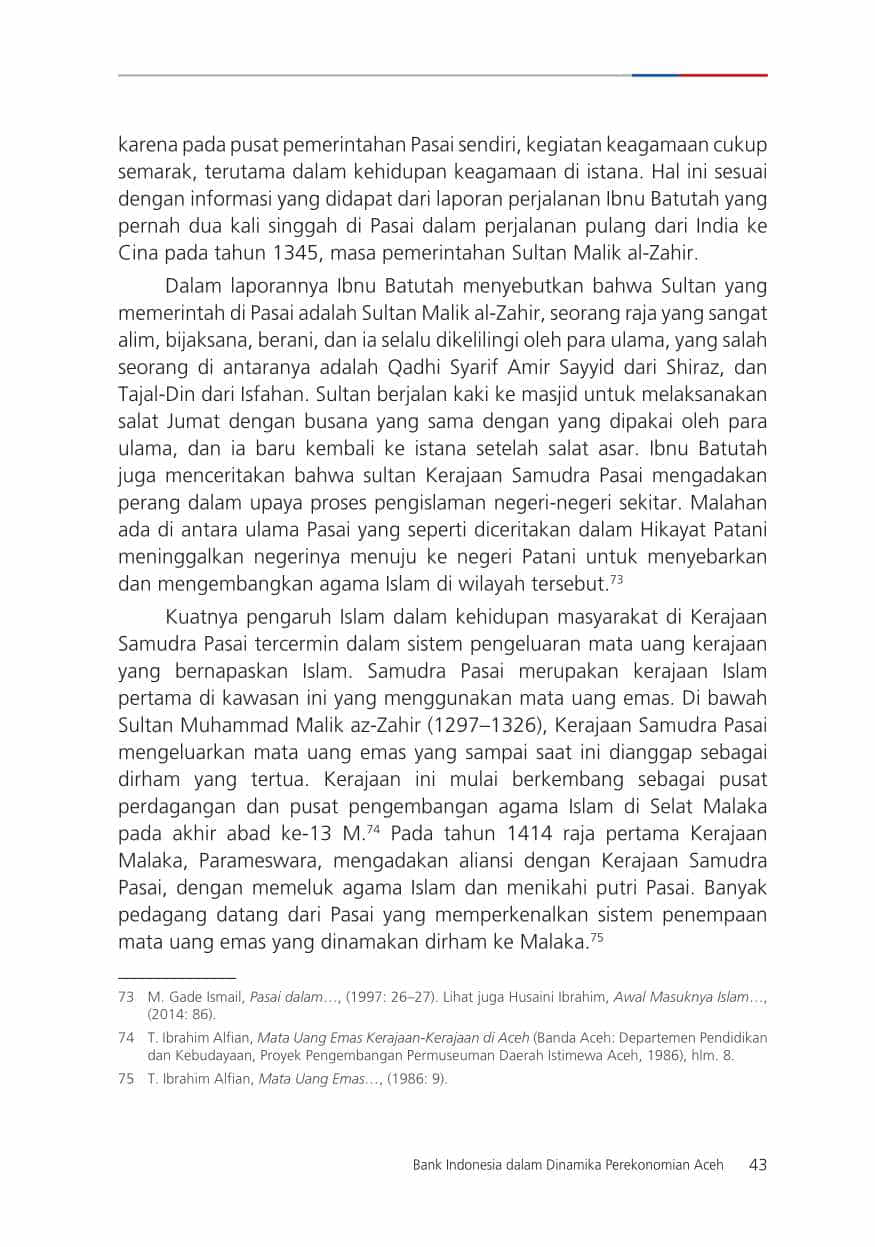 karena pada pusat pemerintahan Pasai sendiri, kegiatan keagamaan cukup
semarak, terutama dalam kehidupan keagamaan di istana. Hal ini sesuai
dengan informasi yang didapat dari laporan perjalanan Ibnu Batutah yang
pernah dua kali singgah di Pasai dalam perjalanan pulang dari India ke
Cina pada tahun 1345, masa pemerintahan Sultan Malik al-Zahir.
Dalam laporannya Ibnu Batutah menyebutkan bahwa Sultan yang
memerintah di Pasai adalah Sultan Malik al-Zahir, seorang raja yang sangat
alim, bijaksana, berani, dan ia selalu dikelilingi oleh para ulama, yang salah
seorang di antaranya adalah Qadhi Syarif Amir Sayyid dari Shiraz, dan
Tajal-Din dari Isfahan. Sultan berjalan kaki ke masjid untuk melaksanakan
salat Jumat dengan busana yang sama dengan yang dipakai oleh para
ulama, dan ia baru kembali ke istana setelah salat asar. Ibnu Batutah
juga menceritakan bahwa sultan Kerajaan Samudra Pasai mengadakan
perang dalam upaya proses pengislaman negeri-negeri sekitar. Malahan
ada di antara ulama Pasai yang seperti diceritakan dalam Hikayat Patani
meninggalkan negerinya menuju ke negeri Patani untuk menyebarkan
dan mengembangkan agama Islam di wilayah tersebut.73
Kuatnya pengaruh Islam dalam kehidupan masyarakat di Kerajaan
Samudra Pasai tercermin dalam sistem pengeluaran mata uang kerajaan
yang bernapaskan Islam. Samudra Pasai merupakan kerajaan Islam
pertama di kawasan ini yang menggunakan mata uang emas. Di bawah
Sultan Muhammad Malik az-Zahir (1297–1326), Kerajaan Samudra Pasai
mengeluarkan mata uang emas yang sampai saat ini dianggap sebagai
dirham yang tertua. Kerajaan ini mulai berkembang sebagai pusat
perdagangan dan pusat pengembangan agama Islam di Selat Malaka
pada akhir abad ke-13 M.74 Pada tahun 1414 raja pertama Kerajaan
Malaka, Parameswara, mengadakan aliansi dengan Kerajaan Samudra
Pasai, dengan memeluk agama Islam dan menikahi putri Pasai. Banyak
pedagang datang dari Pasai yang memperkenalkan sistem penempaan
mata uang emas yang dinamakan dirham ke Malaka.75
73 M. Gade Ismail, Pasai dalam…, (1997: 26–27). Lihat juga Husaini Ibrahim, Awal Masuknya Islam…,
(2014: 86).
74 T. Ibrahim Alfian, Mata Uang Emas Kerajaan-Kerajaan di Aceh (Banda Aceh: Departemen Pendidikan
dan Kebudayaan, Proyek Pengembangan Permuseuman Daerah Istimewa Aceh, 1986), hlm. 8.
75 T. Ibrahim Alfian, Mata Uang Emas…, (1986: 9).
Bank Indonesia dalam Dinamika Perekonomian Aceh 43